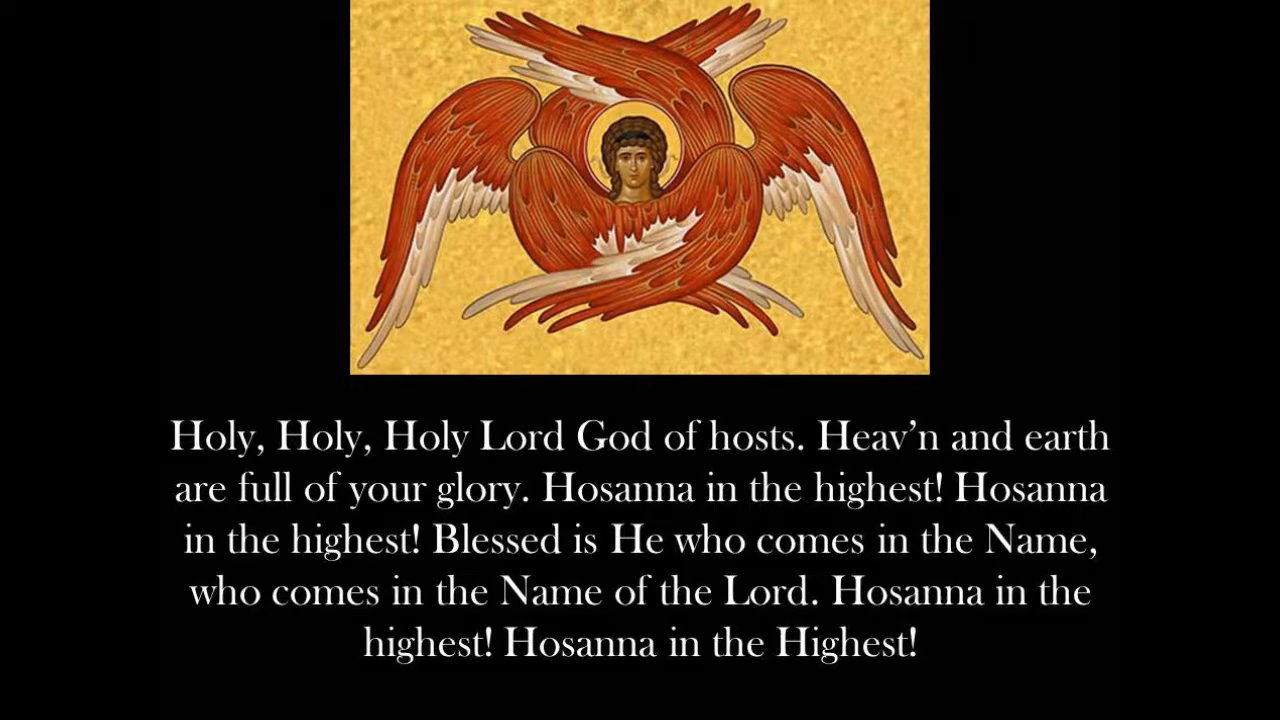 Holy, Holy, Holy Lord God of hosts. Heav’n and earth
are full of your glory. Hosanna in the highest! Hosanna
in the highest! Blessed is He who comes in the Name,
who comes in the Name of the Lord. Hosanna in the
highest! Hosanna in the Highest!